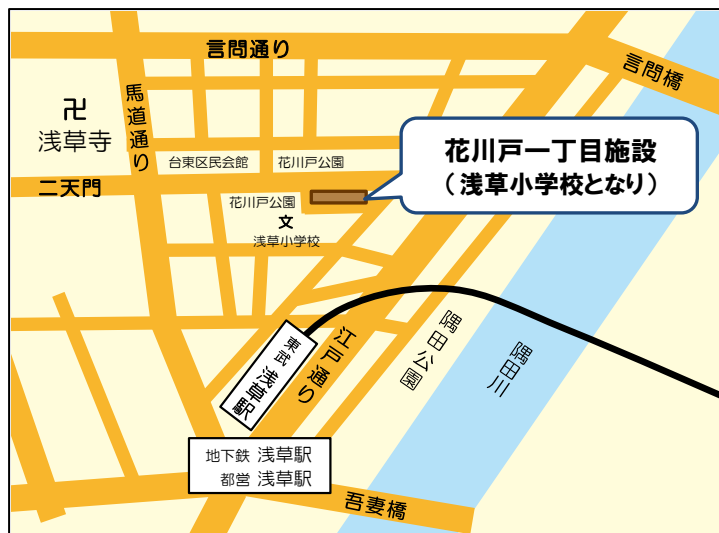 言問通り
言問橋
馬道通り
卍
浅草寺
台東区民会館
花川戸公園
花川戸一丁目施設
（浅草小学校となり）
二天門
花川戸公園
文
浅草小学校
東武 浅草駅
江戸通り
隅田公園
隅田川
地下鉄 浅草駅
都営 浅草駅
吾妻橋